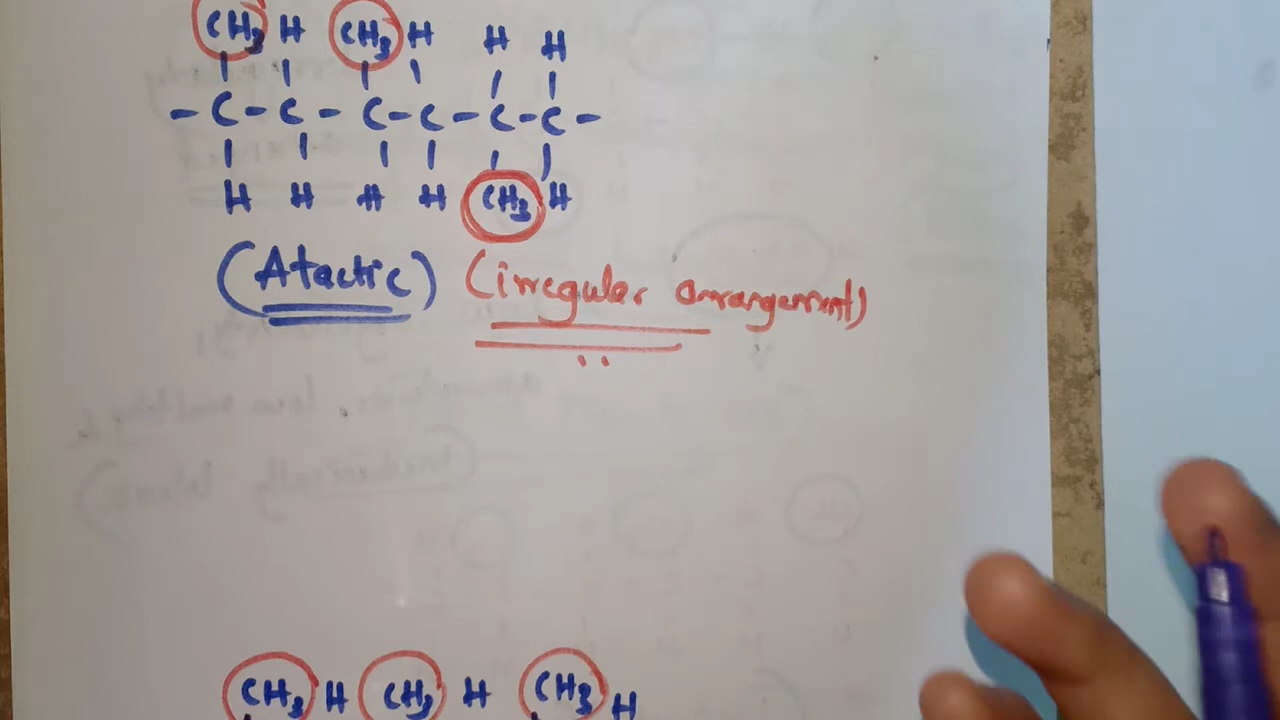 CH3 H CH3 H H H
- C - C - C - C - C - C -
H H H H CH3 H
(Atactic) (irregular arrangement)
CH3 H CH3 H CH3 H